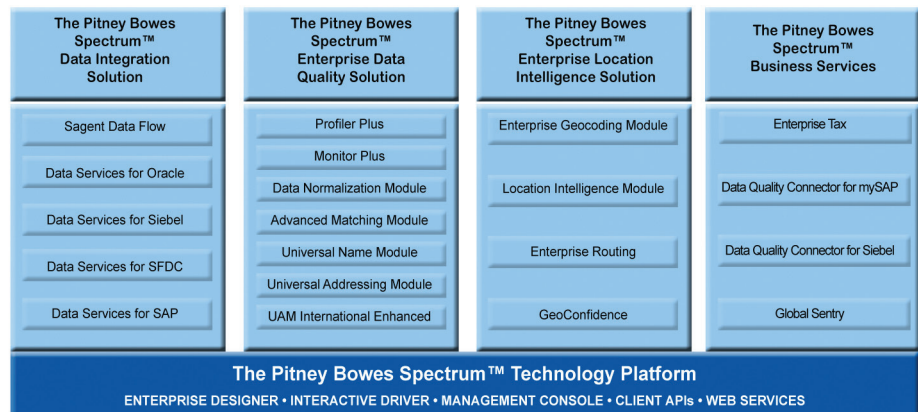 The Pitney Bowes
Spectrum™
Data Integration
Solution
Sagent Data Flow
Data Services for Oracle
Data Services for Siebel
Data Services for SFDC
Data Services for SAP
The Pitney Bowes
Spectrum™
Enterprise Data
Quality Solution
Profiler Plus
Monitor Plus
Data Normalization Module
Advanced Matching Module
Universal Name Module
Universal Addressing Module
UAM International Enhanced
The Pitney Bowes
Spectrum™
Enterprise Location
Intelligence Solution
Enterprise Geocoding Module
Location Intelligence Module
Enterprise Routing
GeoConfidence
The Pitney Bowes
Spectrum™
Business Services
Enterprise Tax
Data Quality Connector for mySAP
Data Quality Connector for Siebel
Global Sentry
The Pitney Bowes Spectrum™ Technology Platform
ENTERPRISE DESIGNER • INTERACTIVE DRIVER • MANAGEMENT CONSOLE • CLIENT APIs • WEB SERVICES